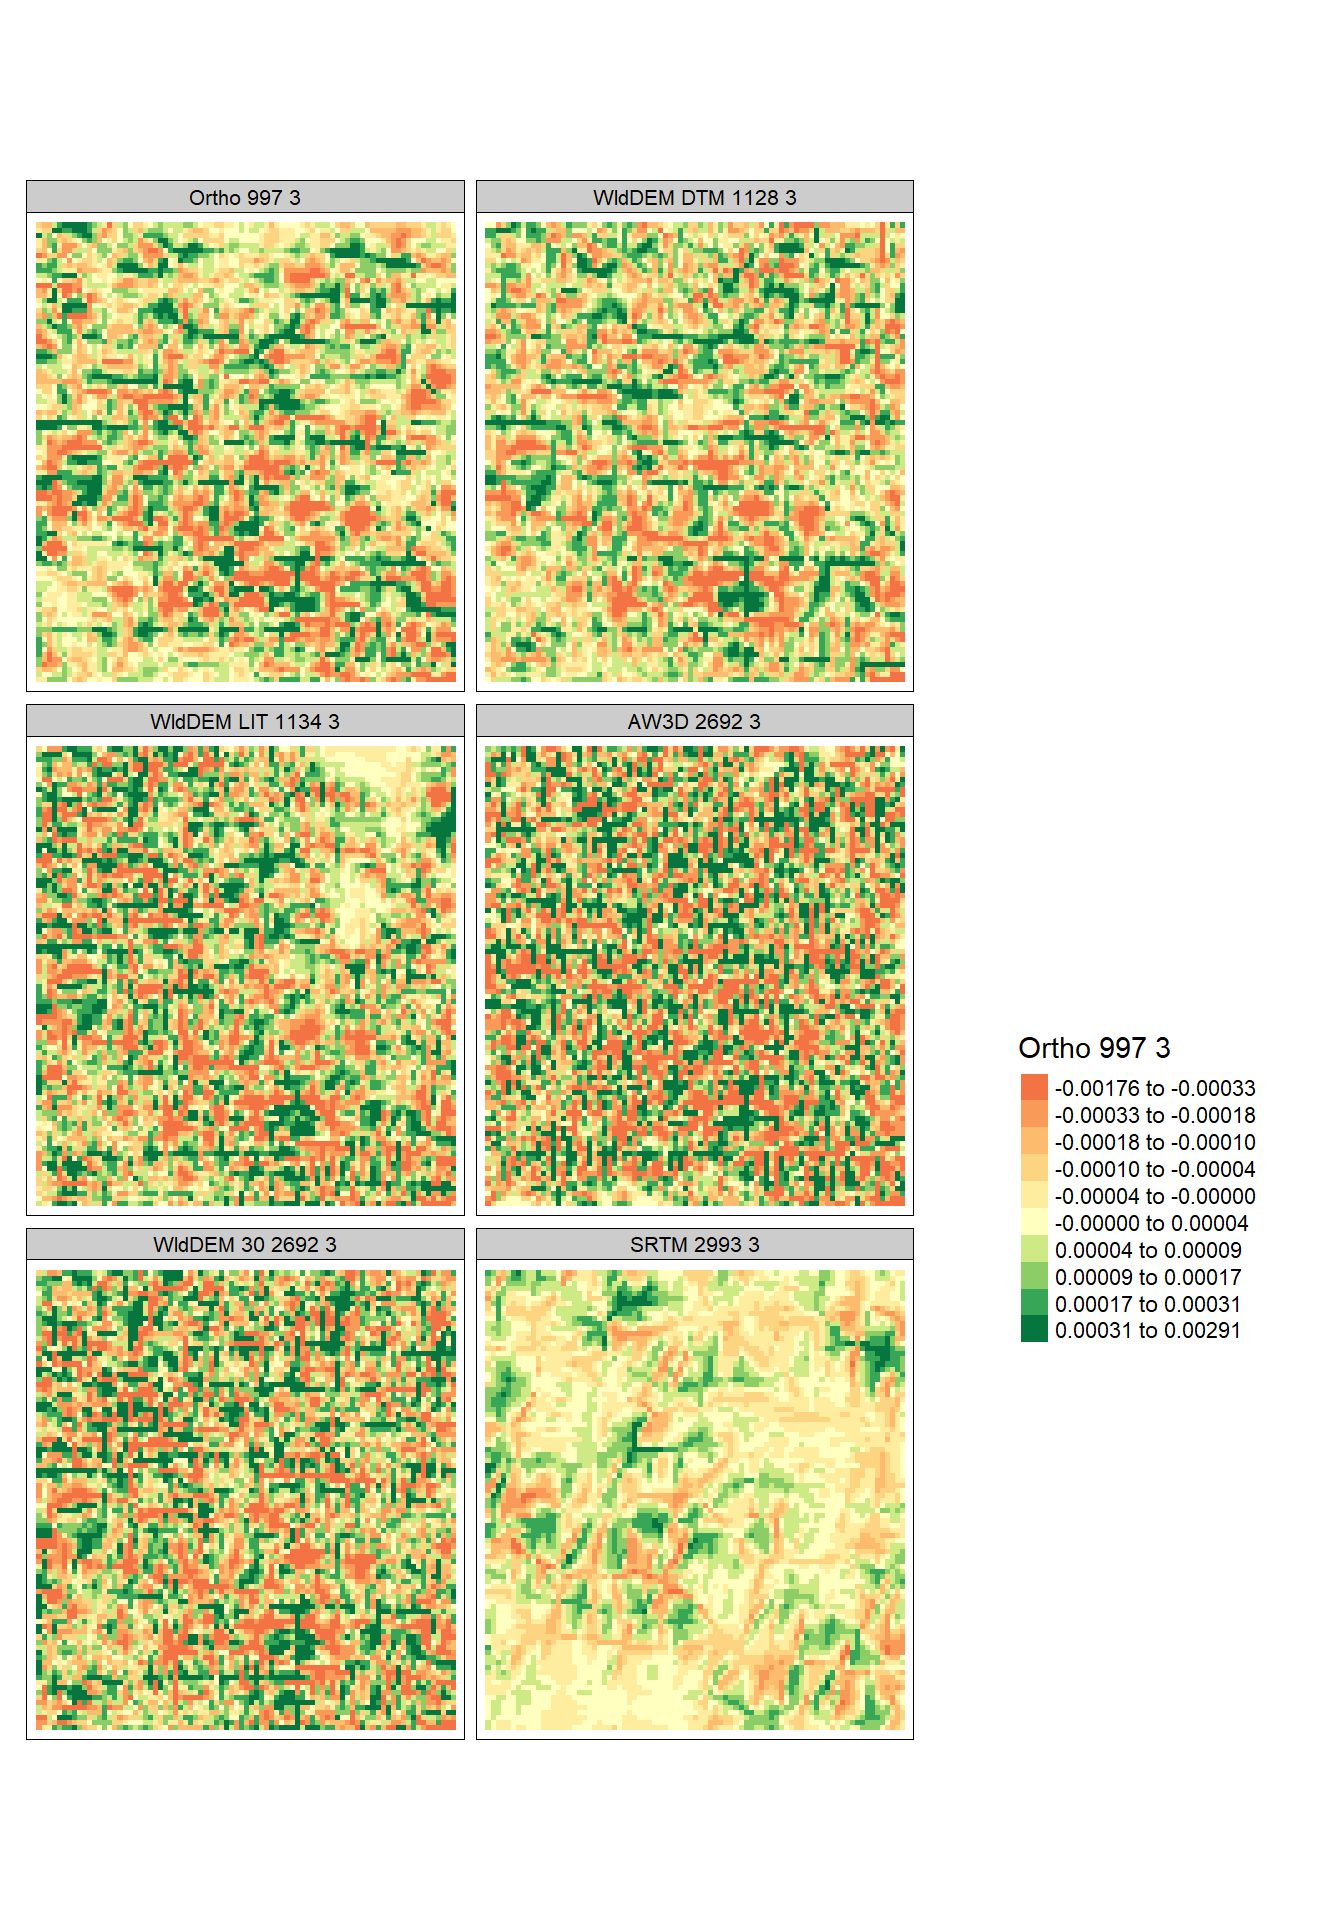 Ortho 997 3
WldDEM DTM 1128 3
WldDEM LIT 1134 3
AW3D 2692 3
WldDEM 30 2692 3
SRTM 2993 3
Ortho 997 3
-0.00176 to -0.00033
-0.00033 to -0.00018
-0.00018 to -0.00010
-0.00010 to -0.00004
-0.00004 to -0.00000
-0.00000 to 0.00004
0.00004 to 0.00009
0.00009 to 0.00017
0.00017 to 0.00031
0.00031 to 0.00291